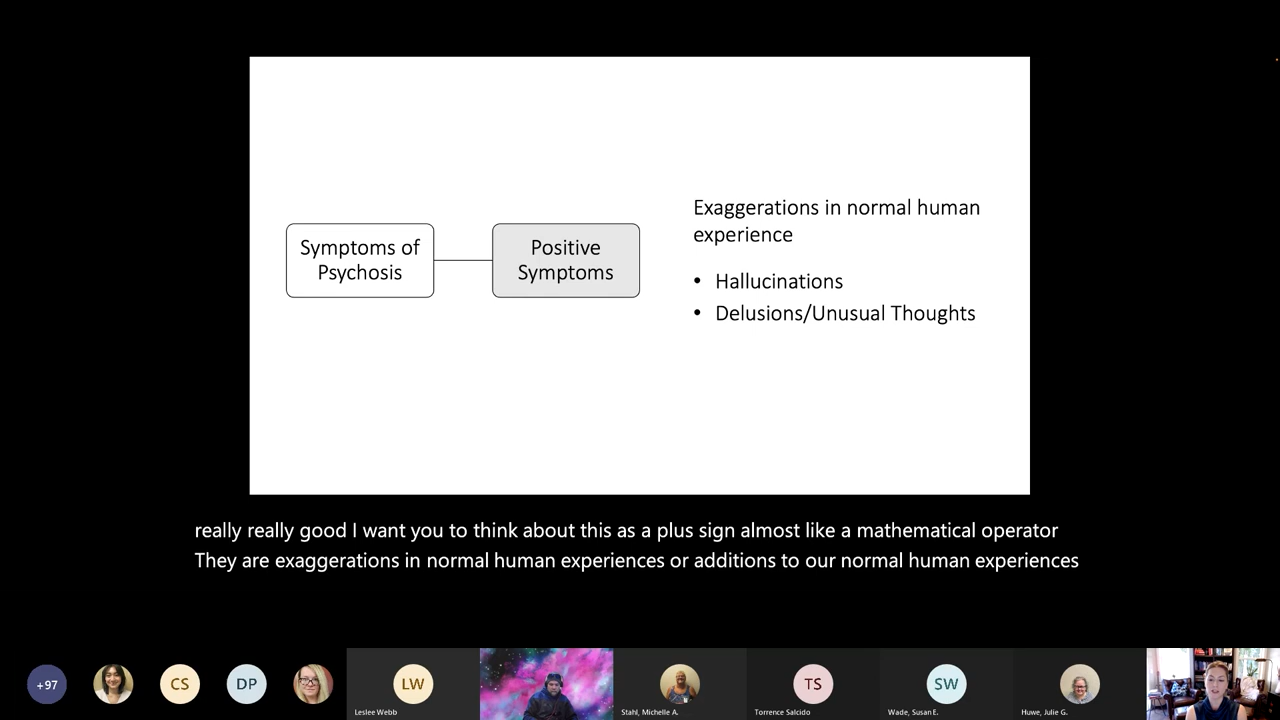 Symptoms of
Psychosis
Positive
Symptoms
Exaggerations in normal human
experience
• Hallucinations
• Delusions/Unusual Thoughts
really really good I want you to think about this as a plus sign almost like a mathematical operator
They are exaggerations in normal human experiences or additions to our normal human experiences
+97
CS
DP
LW
Leslee Webb
Stahl, Michelle A.
TS
Torrence Salcido
SW
Wade, Susan E.
Huwe, Julie G.